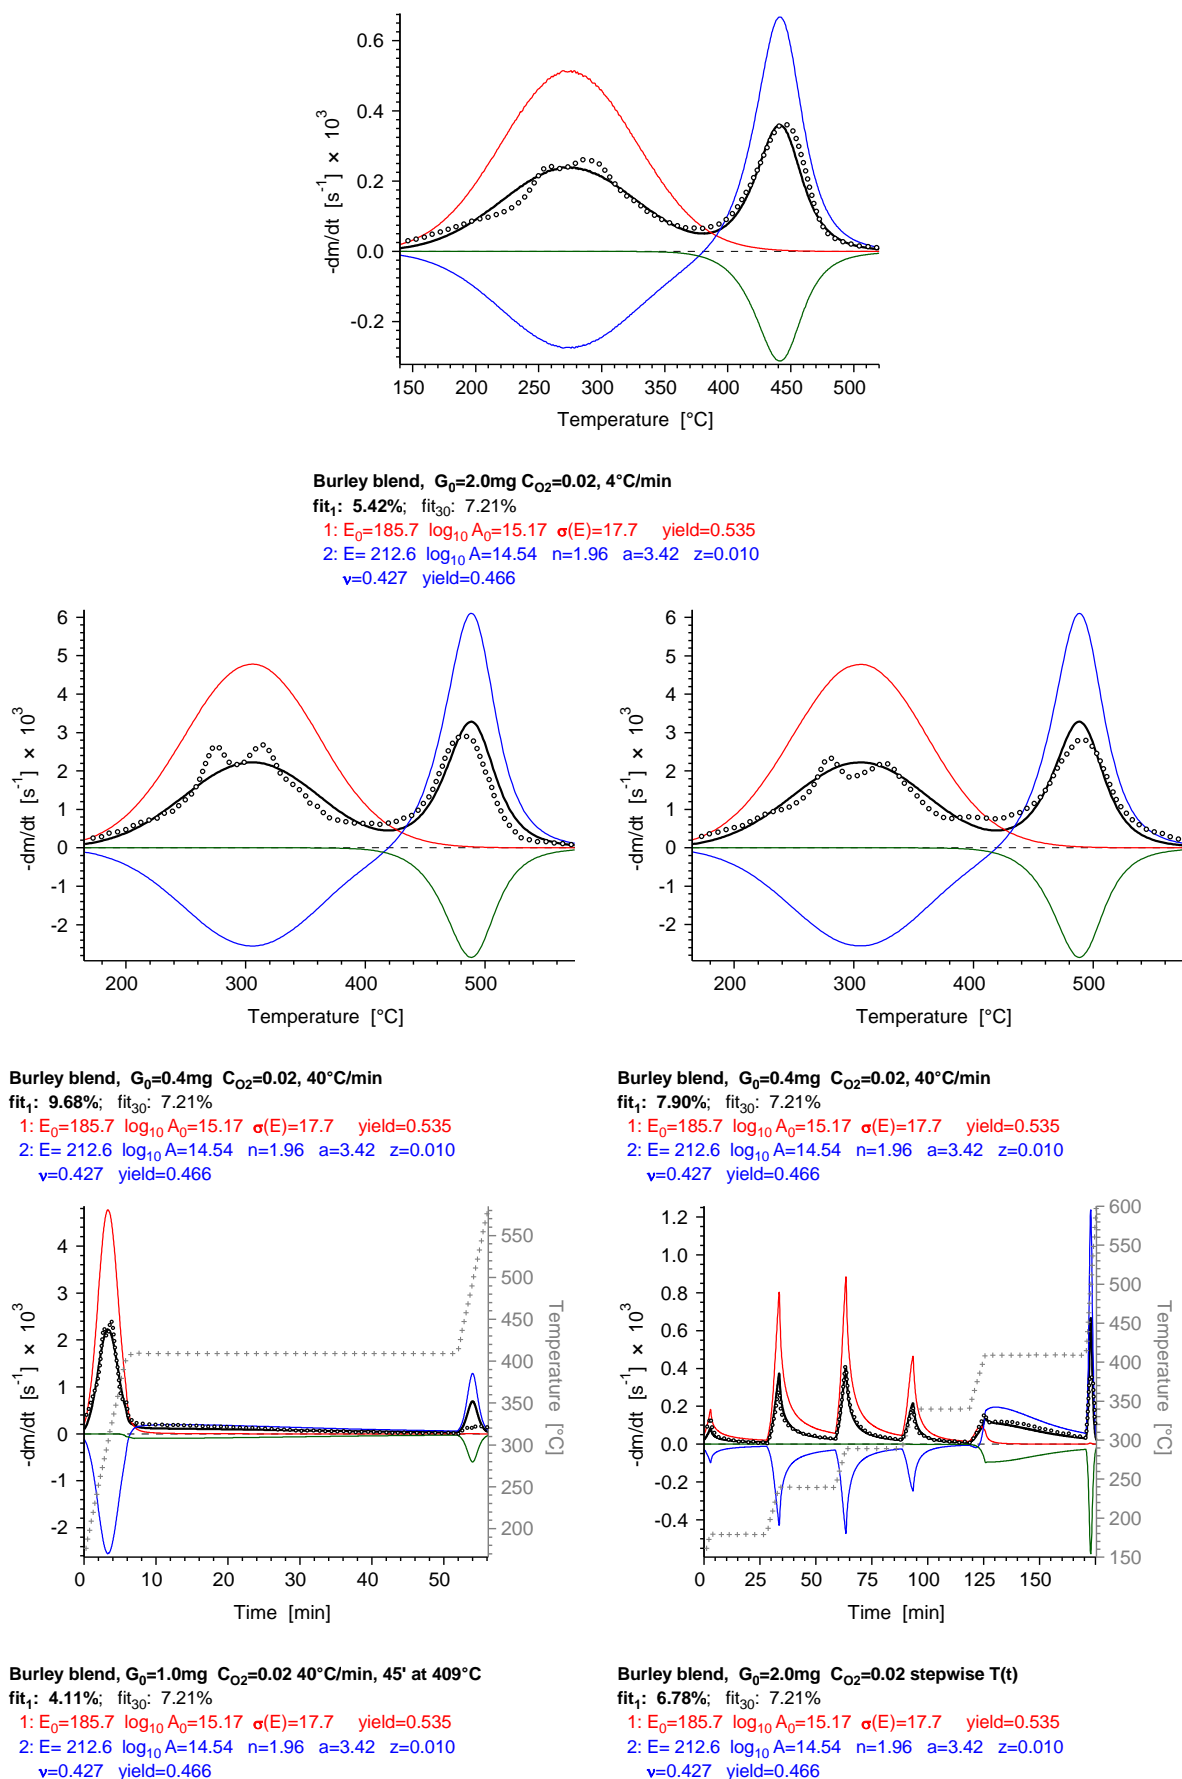 0.6
0.4
0.2
0.0
-0.2
-dm/dt [s⁻¹] × 10³
150 200 250 300 350 400 450 500
Temperature [°C]
Burley blend, G₀=2.0mg C_O2=0.02, 4°C/min
fit₁: 5.42%; fit₃₀: 7.21%
1: E₀=185.7 log₁₀ A₀=15.17 σ(E)=17.7 yield=0.535
2: E= 212.6 log₁₀ A=14.54 n=1.96 a=3.42 z=0.010
ν=0.427 yield=0.466
6
5
4
3
2
1
0
-1
-2
-dm/dt [s⁻¹] × 10³
200 300 400 500
Temperature [°C]
Burley blend, G₀=0.4mg C_O2=0.02, 40°C/min
fit₁: 9.68%; fit₃₀: 7.21%
1: E₀=185.7 log₁₀ A₀=15.17 σ(E)=17.7 yield=0.535
2: E= 212.6 log₁₀ A=14.54 n=1.96 a=3.42 z=0.010
ν=0.427 yield=0.466
6
5
4
3
2
1
0
-1
-2
-dm/dt [s⁻¹] × 10³
200 300 400 500
Temperature [°C]
Burley blend, G₀=0.4mg C_O2=0.02, 40°C/min
fit₁: 7.90%; fit₃₀: 7.21%
1: E₀=185.7 log₁₀ A₀=15.17 σ(E)=17.7 yield=0.535
2: E= 212.6 log₁₀ A=14.54 n=1.96 a=3.42 z=0.010
ν=0.427 yield=0.466
4
3
2
1
0
-1
-2
-dm/dt [s⁻¹] × 10³
550
500
450
400
350
300
250
200
Temperature [°C]
0 10 20 30 40 50
Time [min]
Burley blend, G₀=1.0mg C_O2=0.02 40°C/min, 45' at 409°C
fit₁: 4.11%; fit₃₀: 7.21%
1: E₀=185.7 log₁₀ A₀=15.17 σ(E)=17.7 yield=0.535
2: E= 212.6 log₁₀ A=14.54 n=1.96 a=3.42 z=0.010
ν=0.427 yield=0.466
1.2
1.0
0.8
0.6
0.4
0.2
0.0
-0.2
-0.4
-dm/dt [s⁻¹] × 10³
600
550
500
450
400
350
300
250
200
150
Temperature [°C]
0 25 50 75 100 125 150
Time [min]
Burley blend, G₀=2.0mg C_O2=0.02 stepwise T(t)
fit₁: 6.78%; fit₃₀: 7.21%
1: E₀=185.7 log₁₀ A₀=15.17 σ(E)=17.7 yield=0.535
2: E= 212.6 log₁₀ A=14.54 n=1.96 a=3.42 z=0.010
ν=0.427 yield=0.466